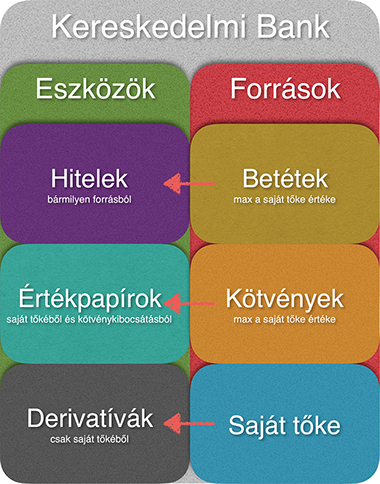 Kereskedelmi Bank
Eszközök
Források
Hitelek
bármilyen forrásból
Betétek
max a saját tőke értéke
Értékpapírok
saját tőkéből és kötvénykibocsátásból
Kötvények
max a saját tőke értéke
Derivatívák
csak saját tőkéből
Saját tőke